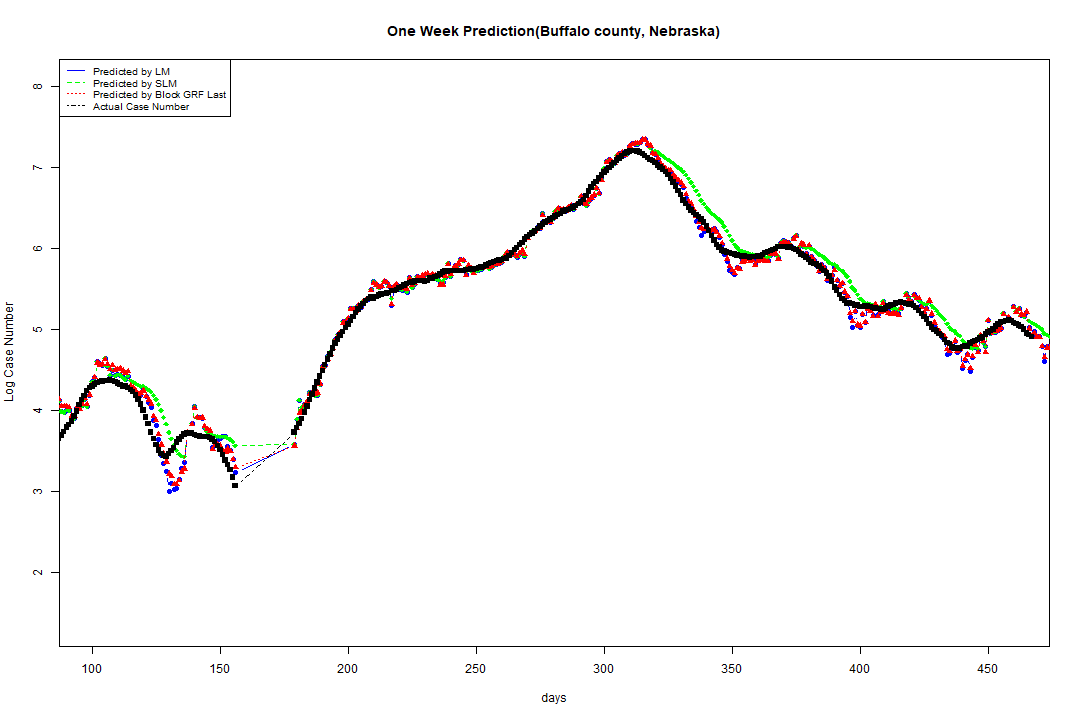 One Week Prediction(Buffalo county, Nebraska)
Predicted by LM
Predicted by SLM
Predicted by Block GRF Last
Actual Case Number
8
7
6
5
4
3
2
Log Case Number
100 150 200 250 300 350 400 450
days